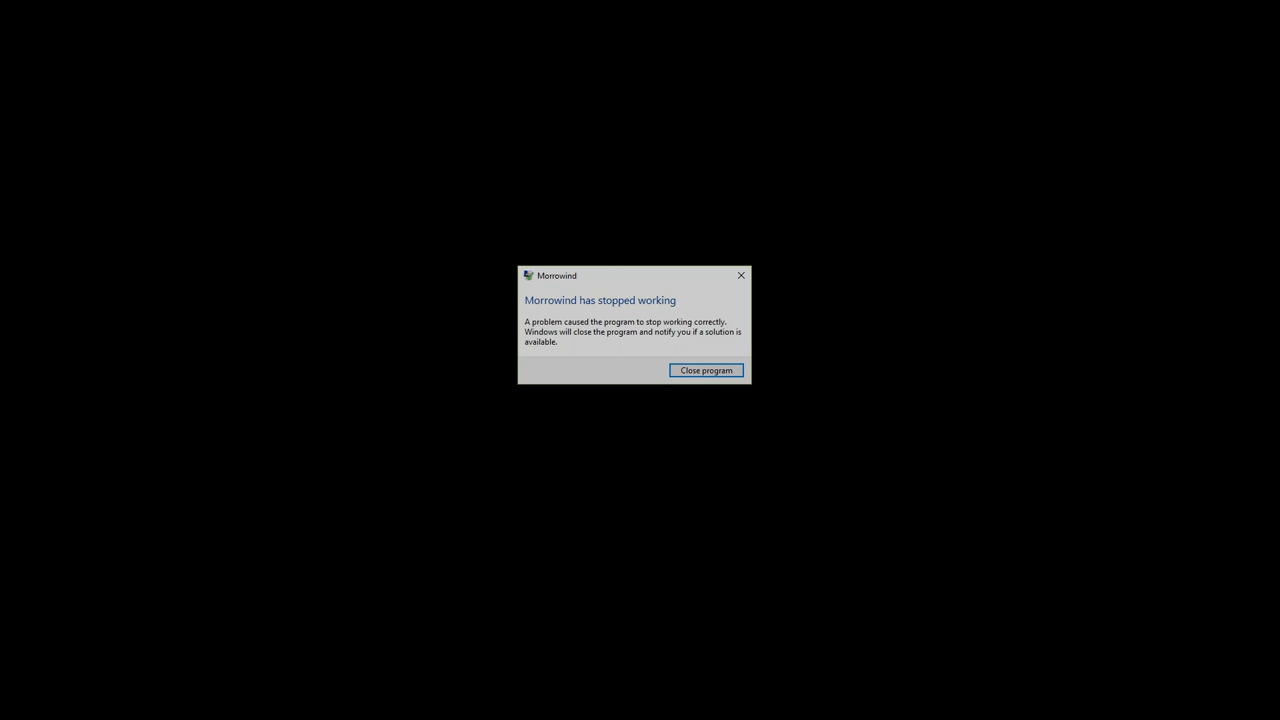 Morrowind
Morrowind has stopped working
A problem caused the program to stop working correctly.
Windows will close the program and notify you if a solution is
available.
Close program